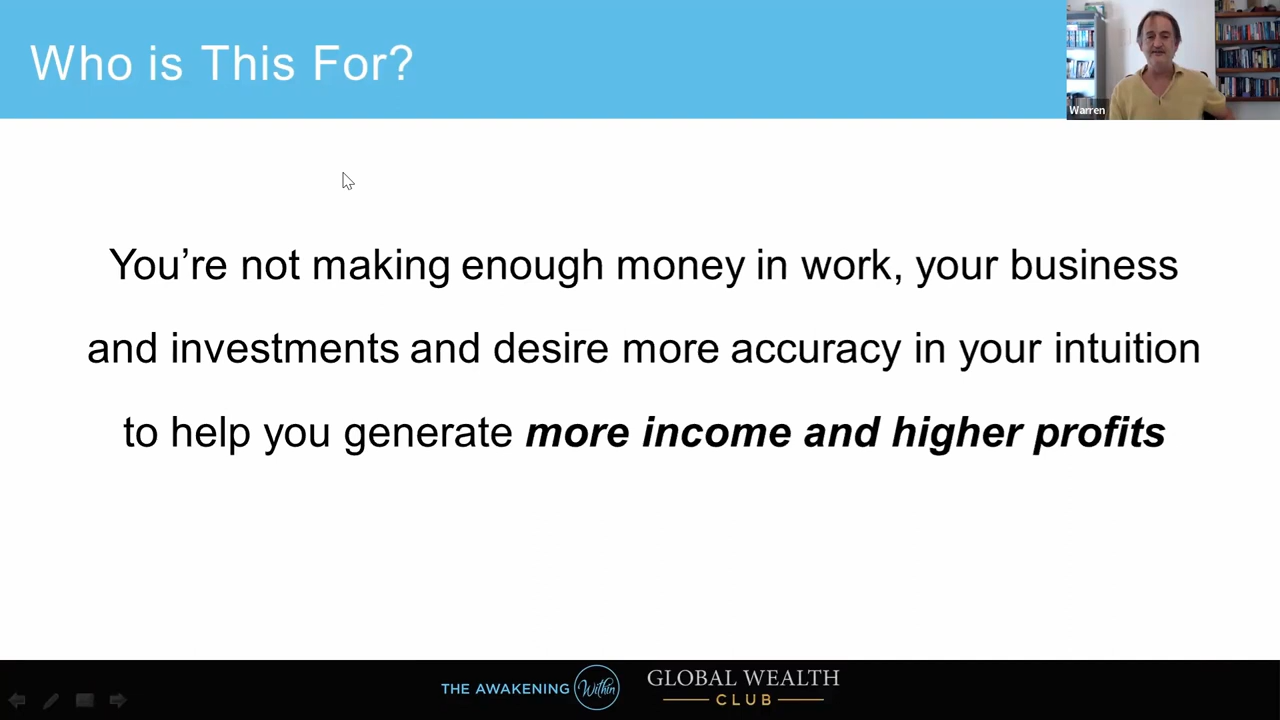 Who is This For?
Warren
You’re not making enough money in work, your business
and investments and desire more accuracy in your intuition
to help you generate more income and higher profits
THE AWAKENING Within
GLOBAL WEALTH
CLUB